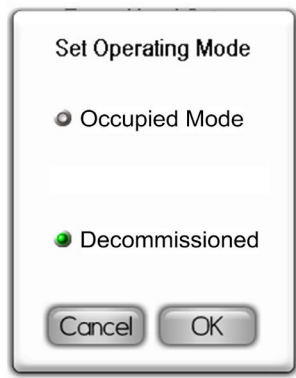 Set Operating Mode
Occupied Mode
Decommissioned
Cancel
OK